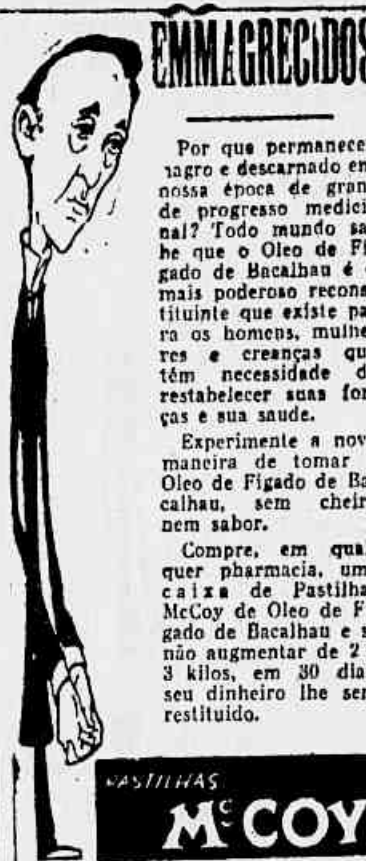 EMMAGRECIDOS
Por que permanece
nagro e descarnado en
nossa época de gran
de progresso medici
nal? Todo mundo sa
be que o Oleo de Fi
gado de Bacalhau é
mais poderoso recons
tituinte que existe pa
ra os homens, mulhe
res e creanças qu
têm necessidade d
restabelecer suas for
ças e sua saude.
Experimente a nov
maneira de tomar
Oleo de Figado de Ba
calhau, sem cheir
nem sabor.
Compre, em qual
quer pharmacia, um
caixa de Pastilha
McCoy de Oleo de F
gado de Bacalhau e s
não augmentar de 2
3 kilos, em 30 dia
seu dinheiro lhe ser
restituido.
PASTILHAS
McCOY